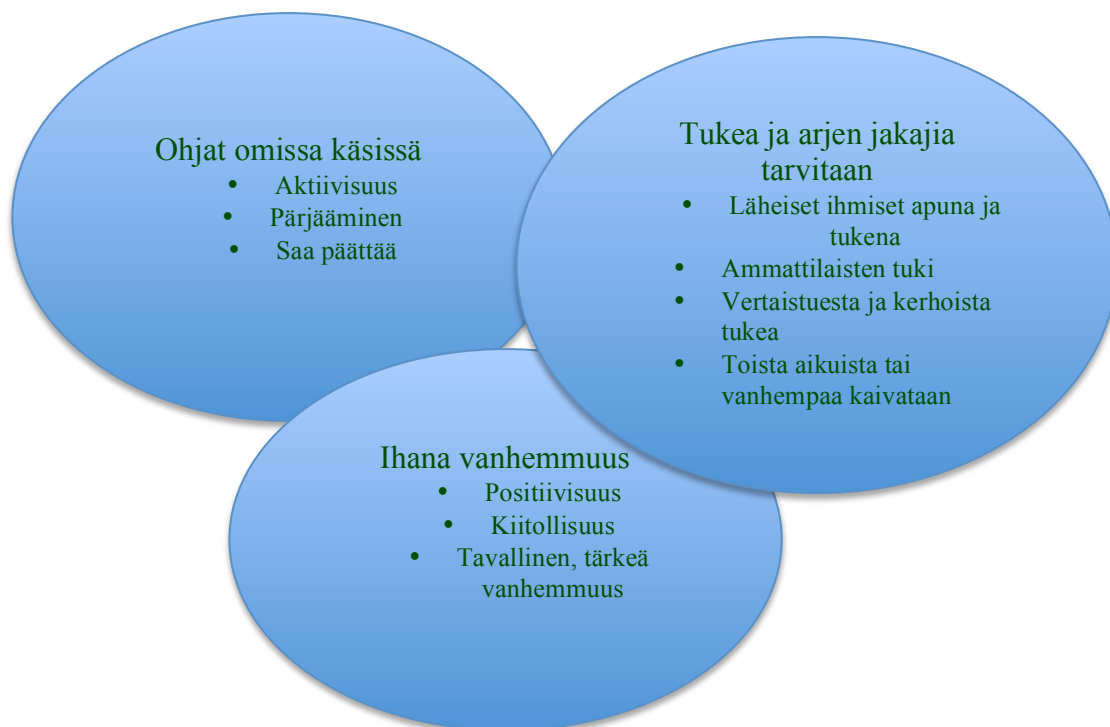 Ohjat omissa käsissä
• Aktiivisuus
• Pärjääminen
• Saa päättää
Tukea ja arjen jakajia
tarvitaan
• Läheiset ihmiset apuna ja
tukena
• Ammattilaisten tuki
• Vertaistuesta ja kerhoista
tukea
• Toista aikuista tai
vanhempaa kaivataan
Ihana vanhemmuus
• Positiivisuus
• Kiitollisuus
• Tavallinen, tärkeä
vanhemmuus